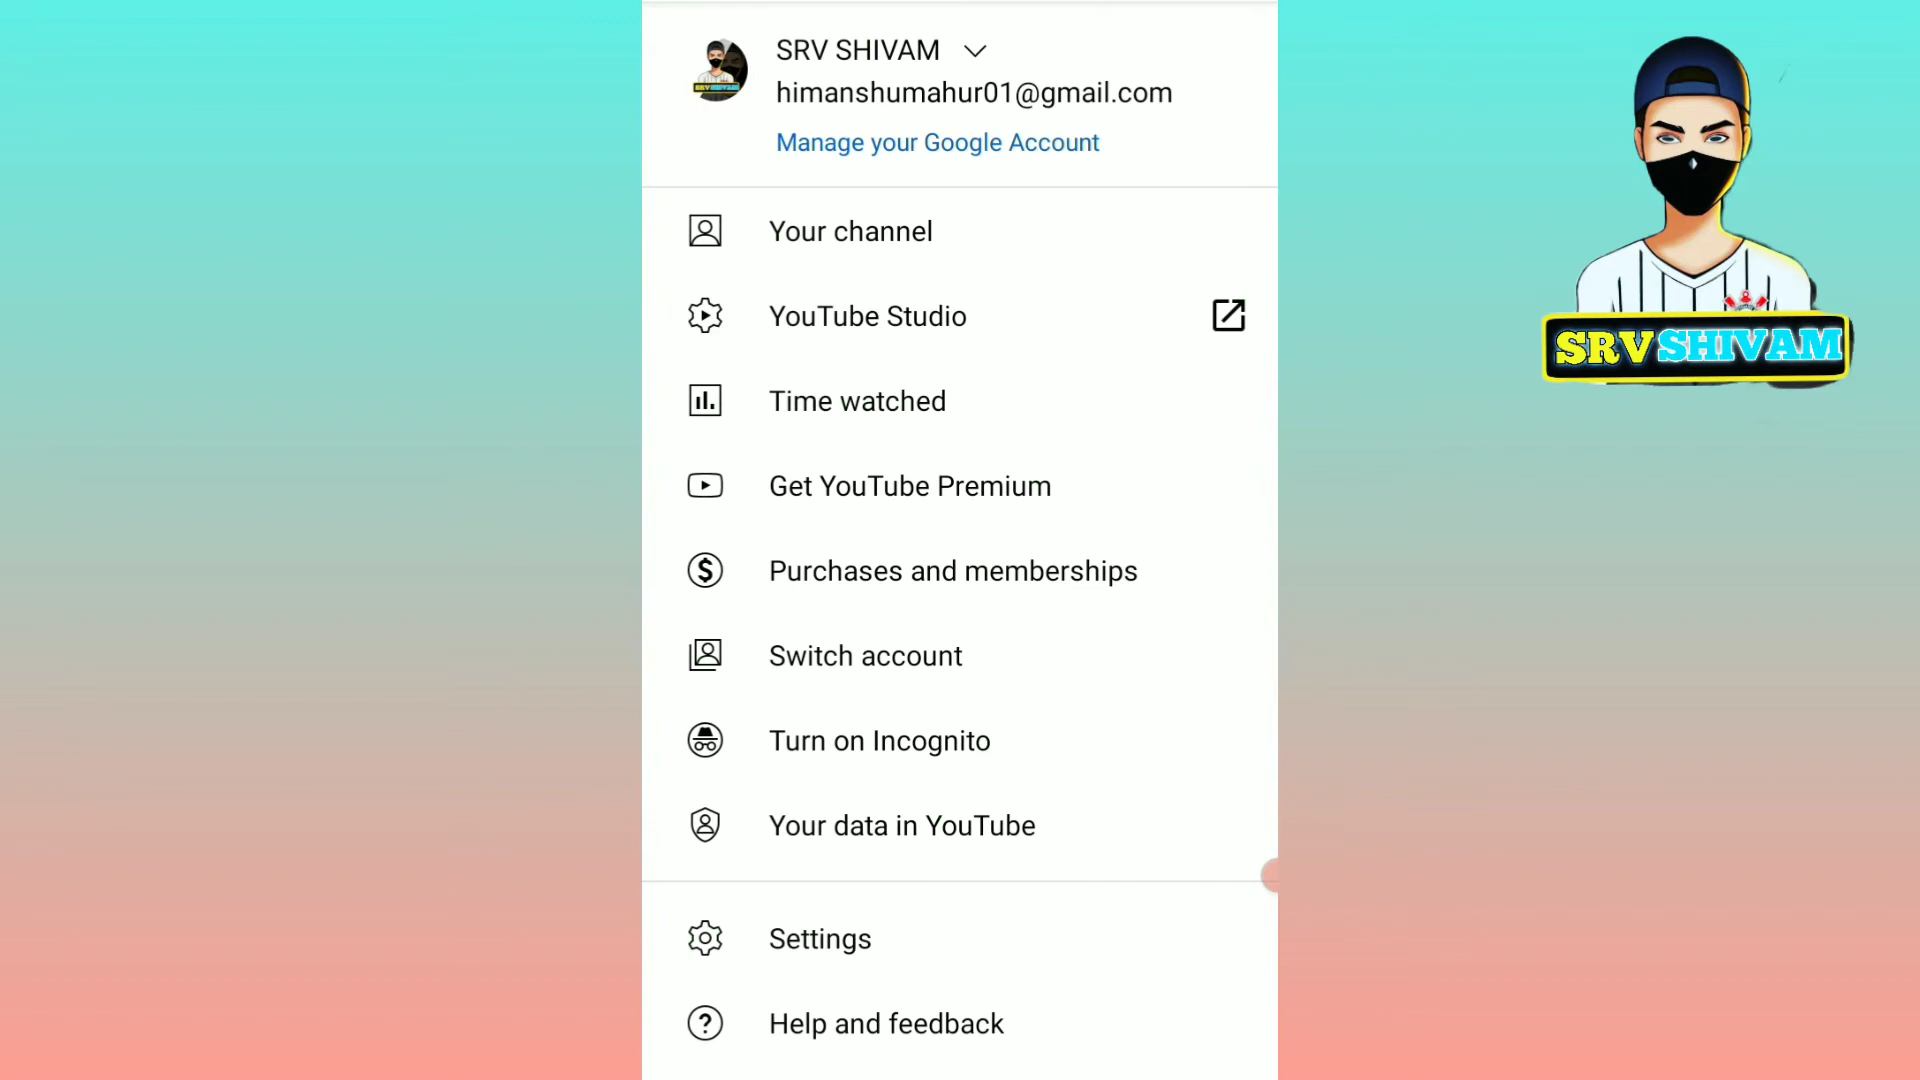 SRV SHIVAM
himanshumahur01@gmail.com
Manage your Google Account
Your channel
YouTube Studio
Time watched
Get YouTube Premium
Purchases and memberships
Switch account
Turn on Incognito
Your data in YouTube
Settings
Help and feedback
SRV SHIVAM